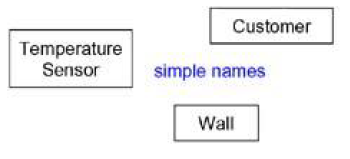 Customer
Temperature
Sensor
simple names
Wall